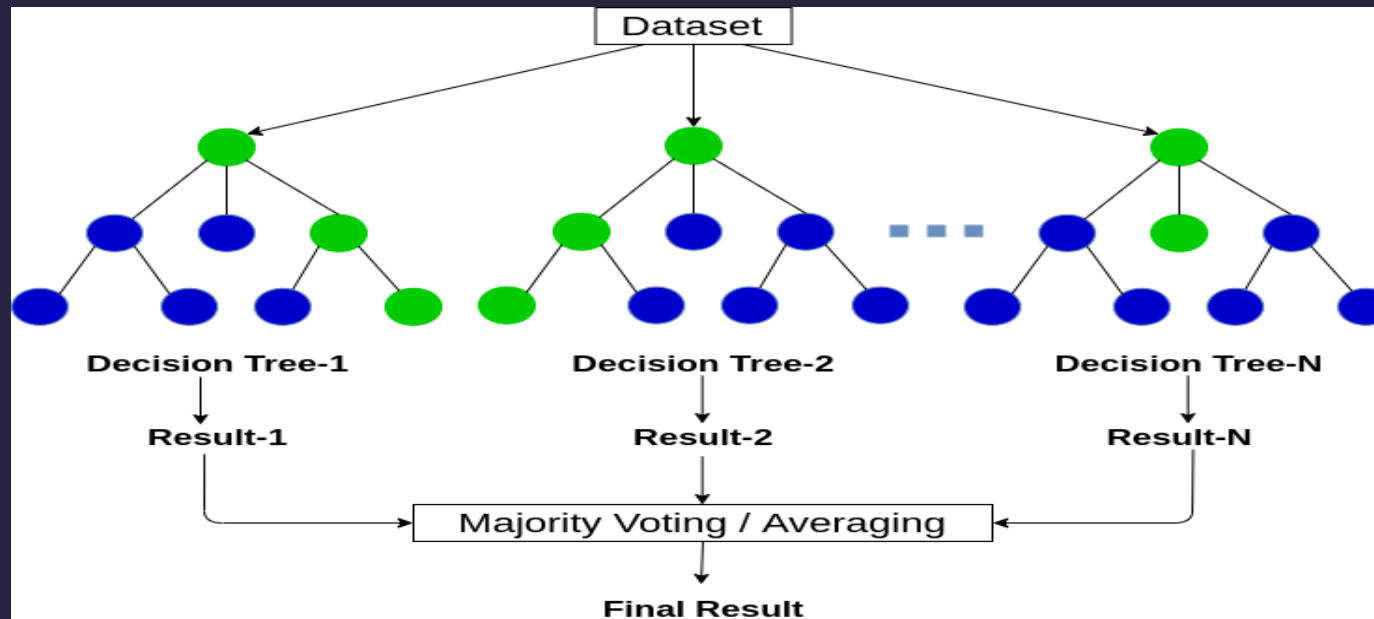 Dataset
Decision Tree-1
Decision Tree-2
Decision Tree-N
Result-1
Result-2
Result-N
Majority Voting / Averaging
Final Result